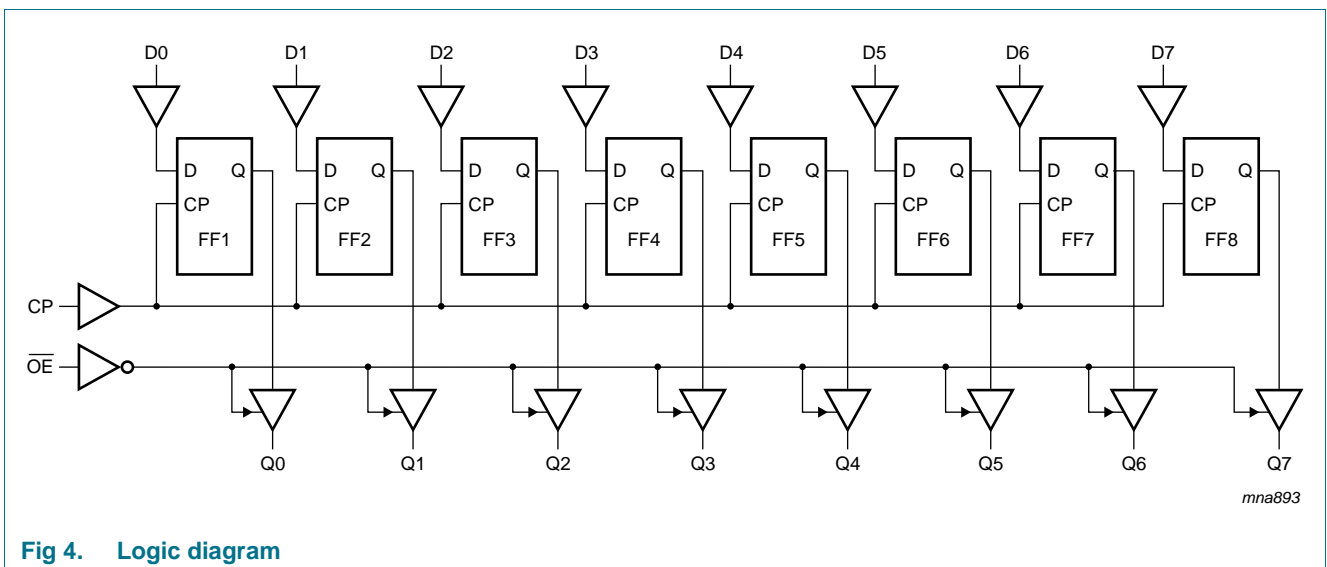 D0 D1 D2 D3 D4 D5 D6 D7
D Q D Q D Q D Q D Q D Q D Q D Q
CP CP CP CP CP CP CP CP
FF1 FF2 FF3 FF4 FF5 FF6 FF7 FF8
CP
O̅E̅
Q0 Q1 Q2 Q3 Q4 Q5 Q6 Q7
mna893
Fig 4. Logic diagram